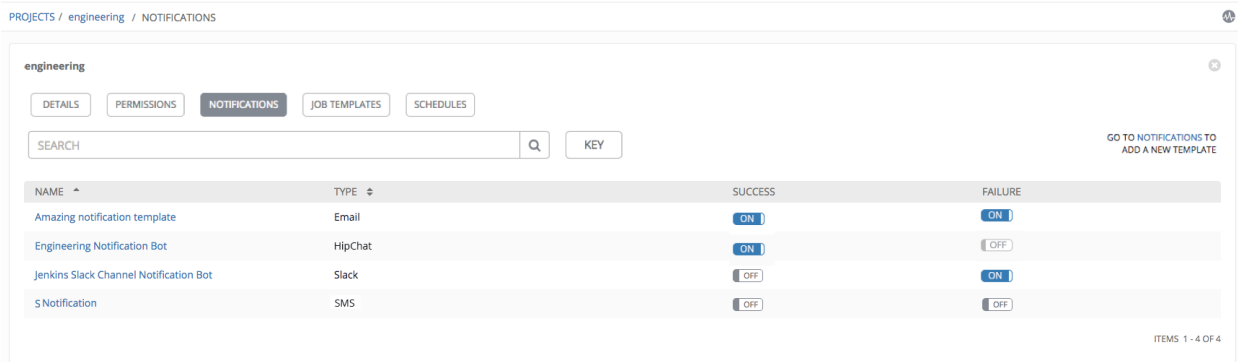 PROJECTS / engineering / NOTIFICATIONS
engineering
DETAILS PERMISSIONS NOTIFICATIONS JOB TEMPLATES SCHEDULES
SEARCH KEY
GO TO NOTIFICATIONS TO
ADD A NEW TEMPLATE
NAME TYPE SUCCESS FAILURE
Amazing notification template Email ON ON
Engineering Notification Bot HipChat ON OFF
Jenkins Slack Channel Notification Bot Slack OFF ON
S Notification SMS OFF OFF
ITEMS 1 - 4 OF 4